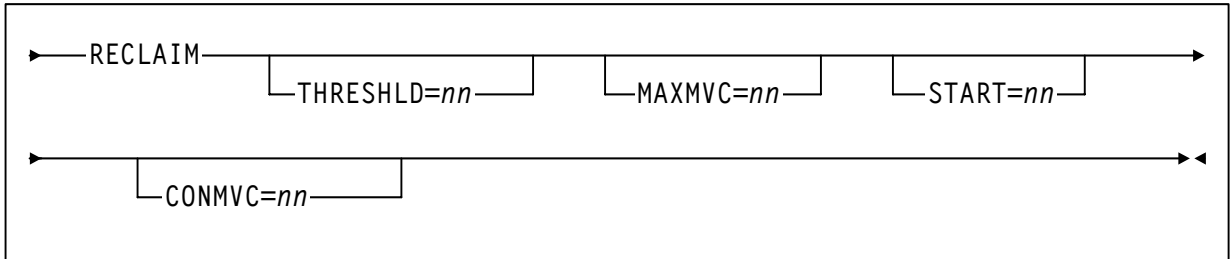 RECLAIM
THRESHLD=nn MAXMVC=nn START=nn
CONMVC=nn